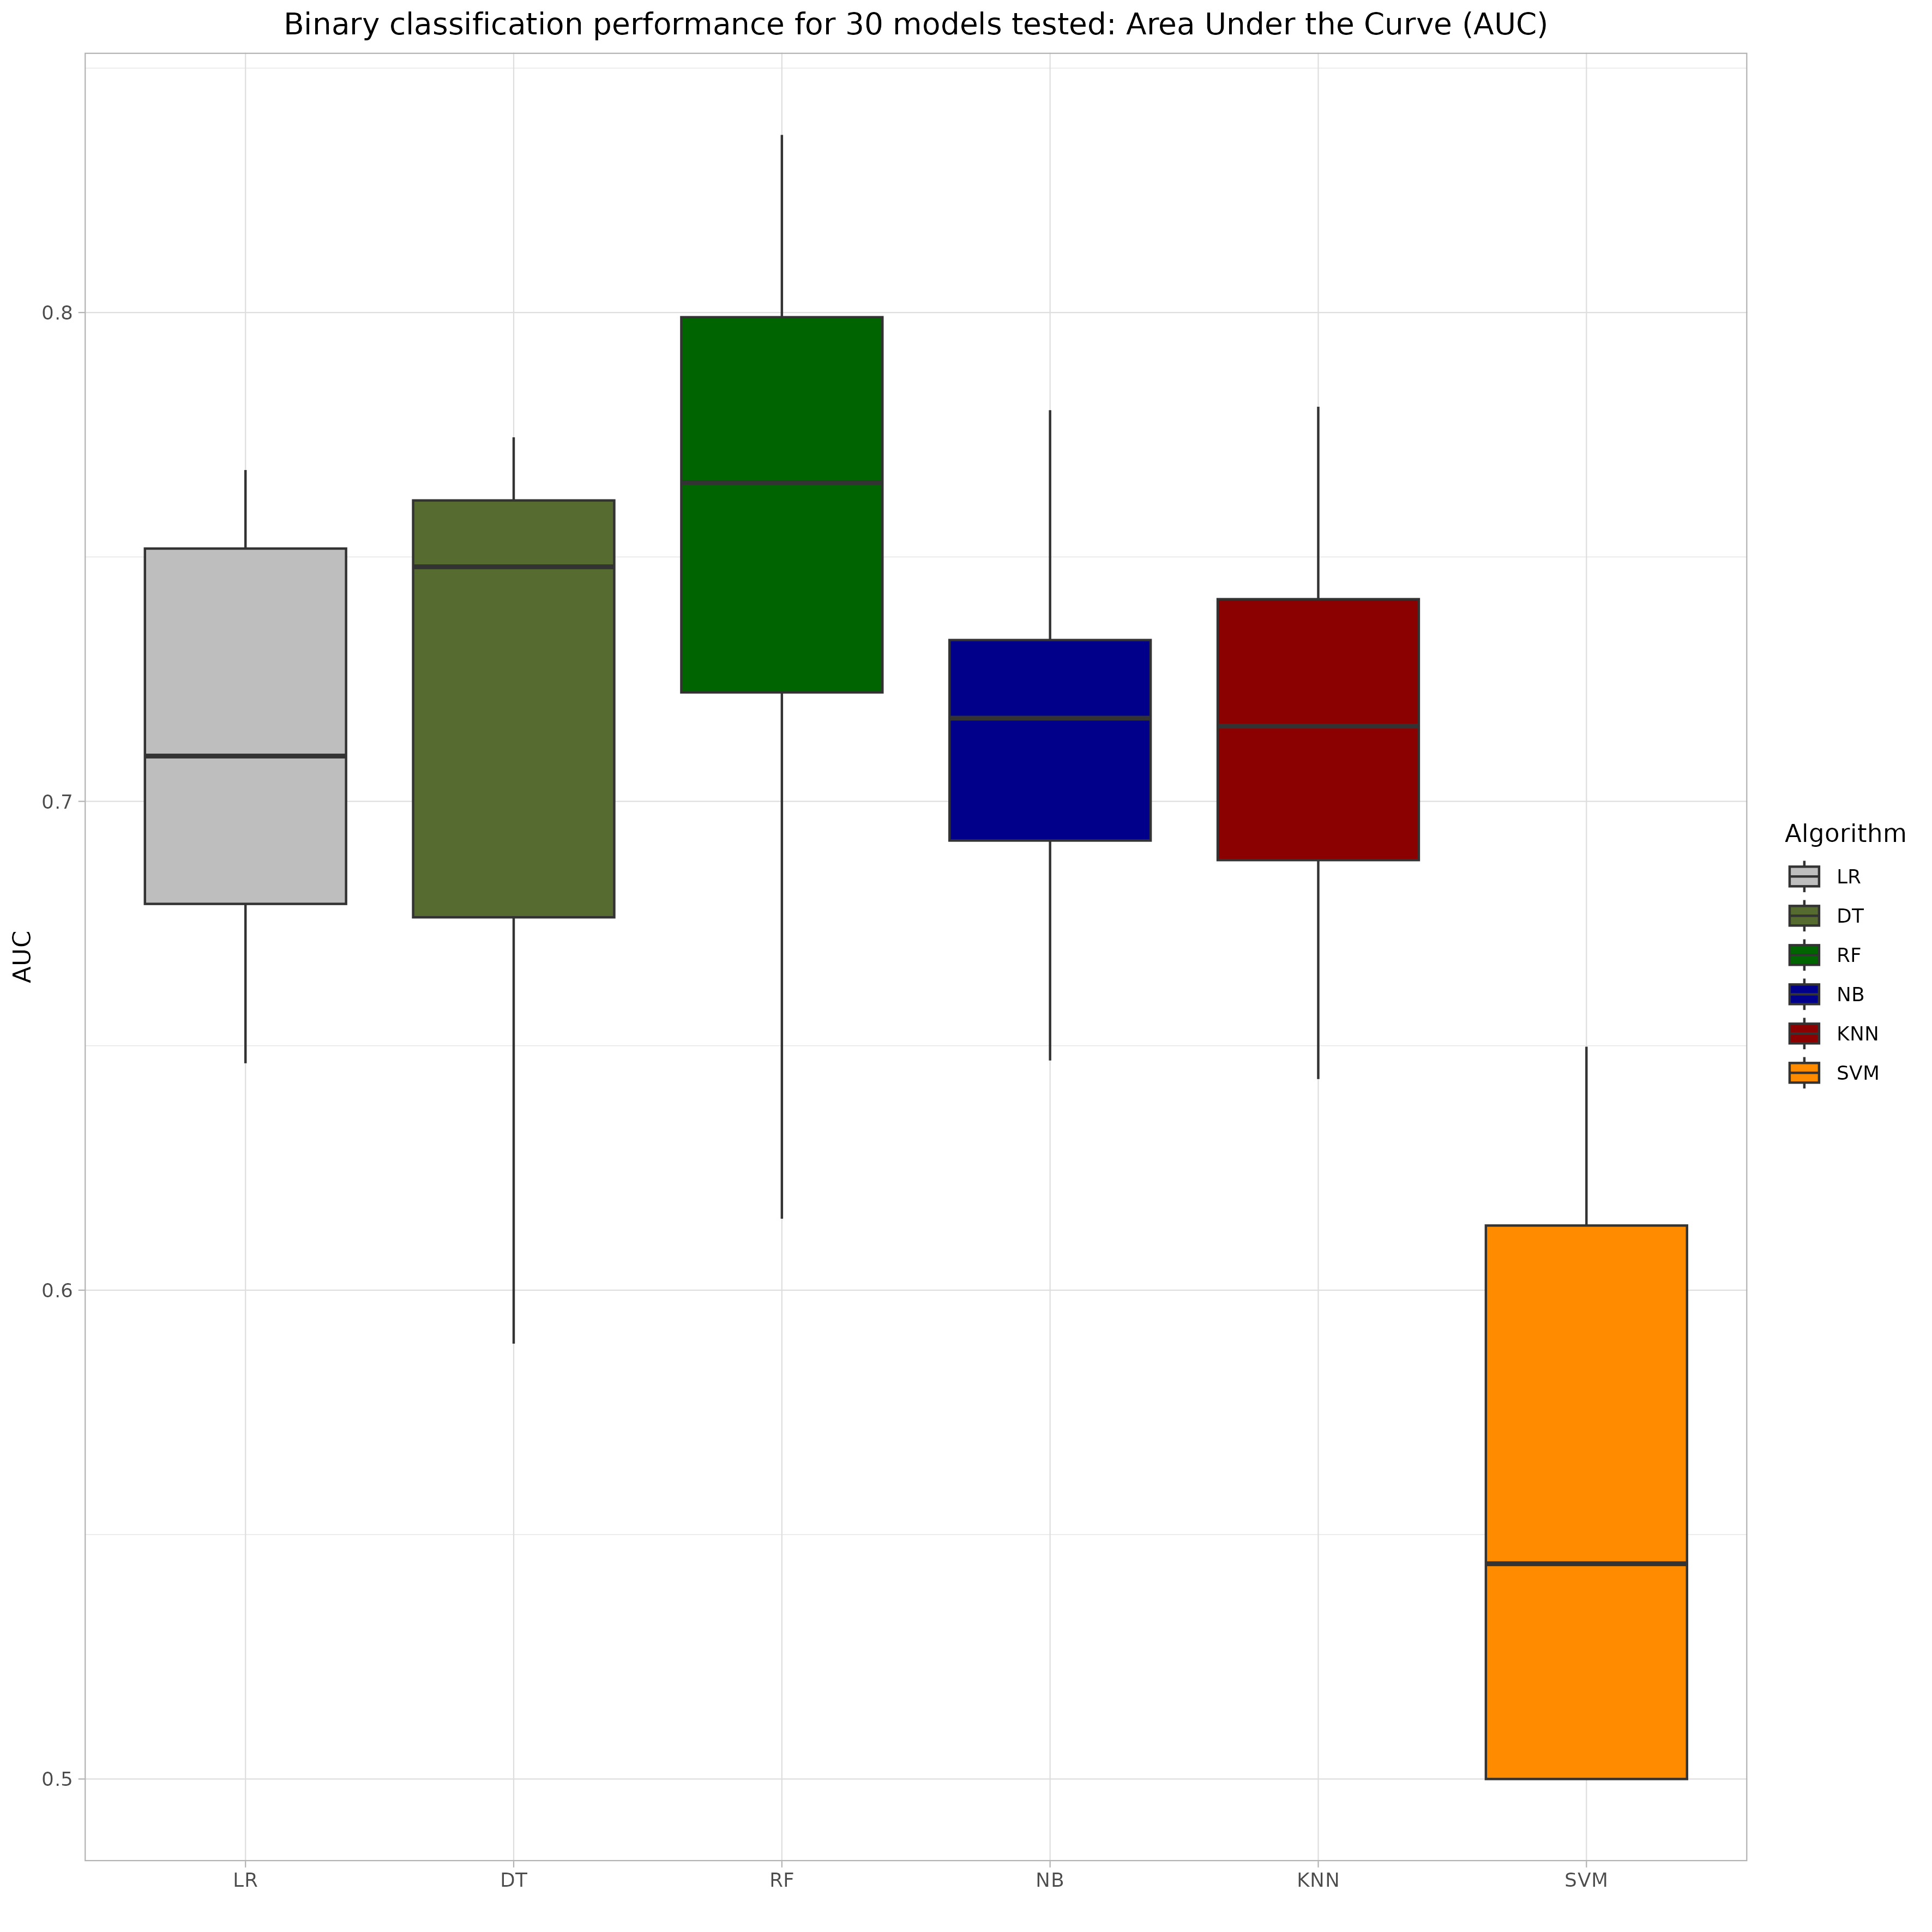 Binary classification performance for 30 models tested: Area Under the Curve (AUC)
AUC
0.8
0.7
0.6
0.5
LR
DT
RF
NB
KNN
SVM
Algorithm
LR
DT
RF
NB
KNN
SVM